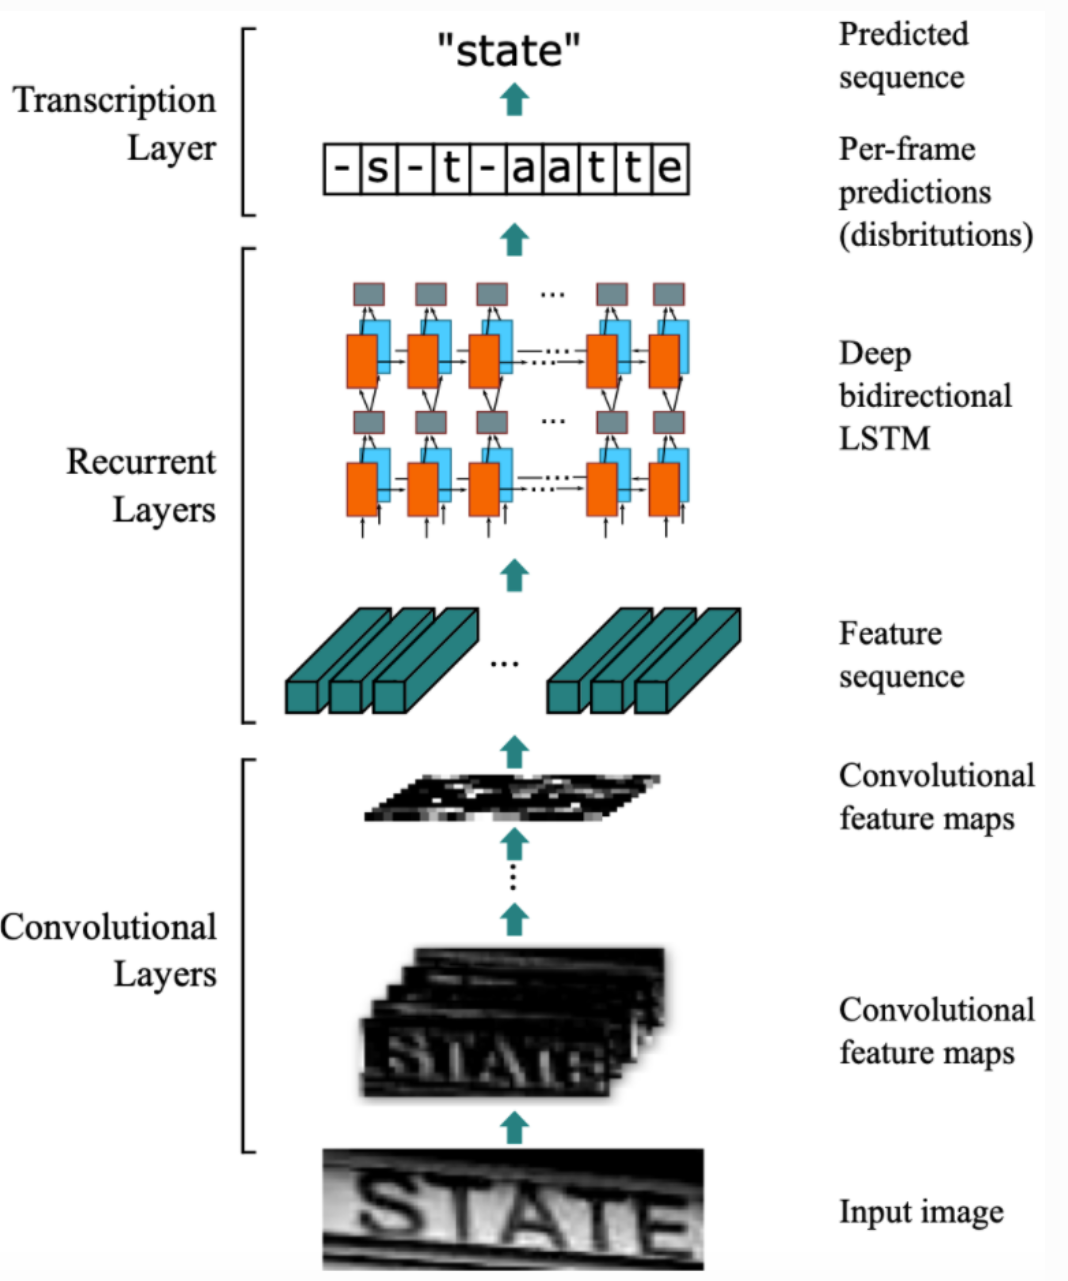 "state"
Predicted
sequence
Transcription
Layer
-s-t-aatte
Per-frame
predictions
(disbritutions)
...
Deep
bidirectional
LSTM
...
...
...
Recurrent
Layers
...
...
Feature
sequence
...
Convolutional
feature maps
Convolutional
Layers
STATE
Convolutional
feature maps
STATE
Input image